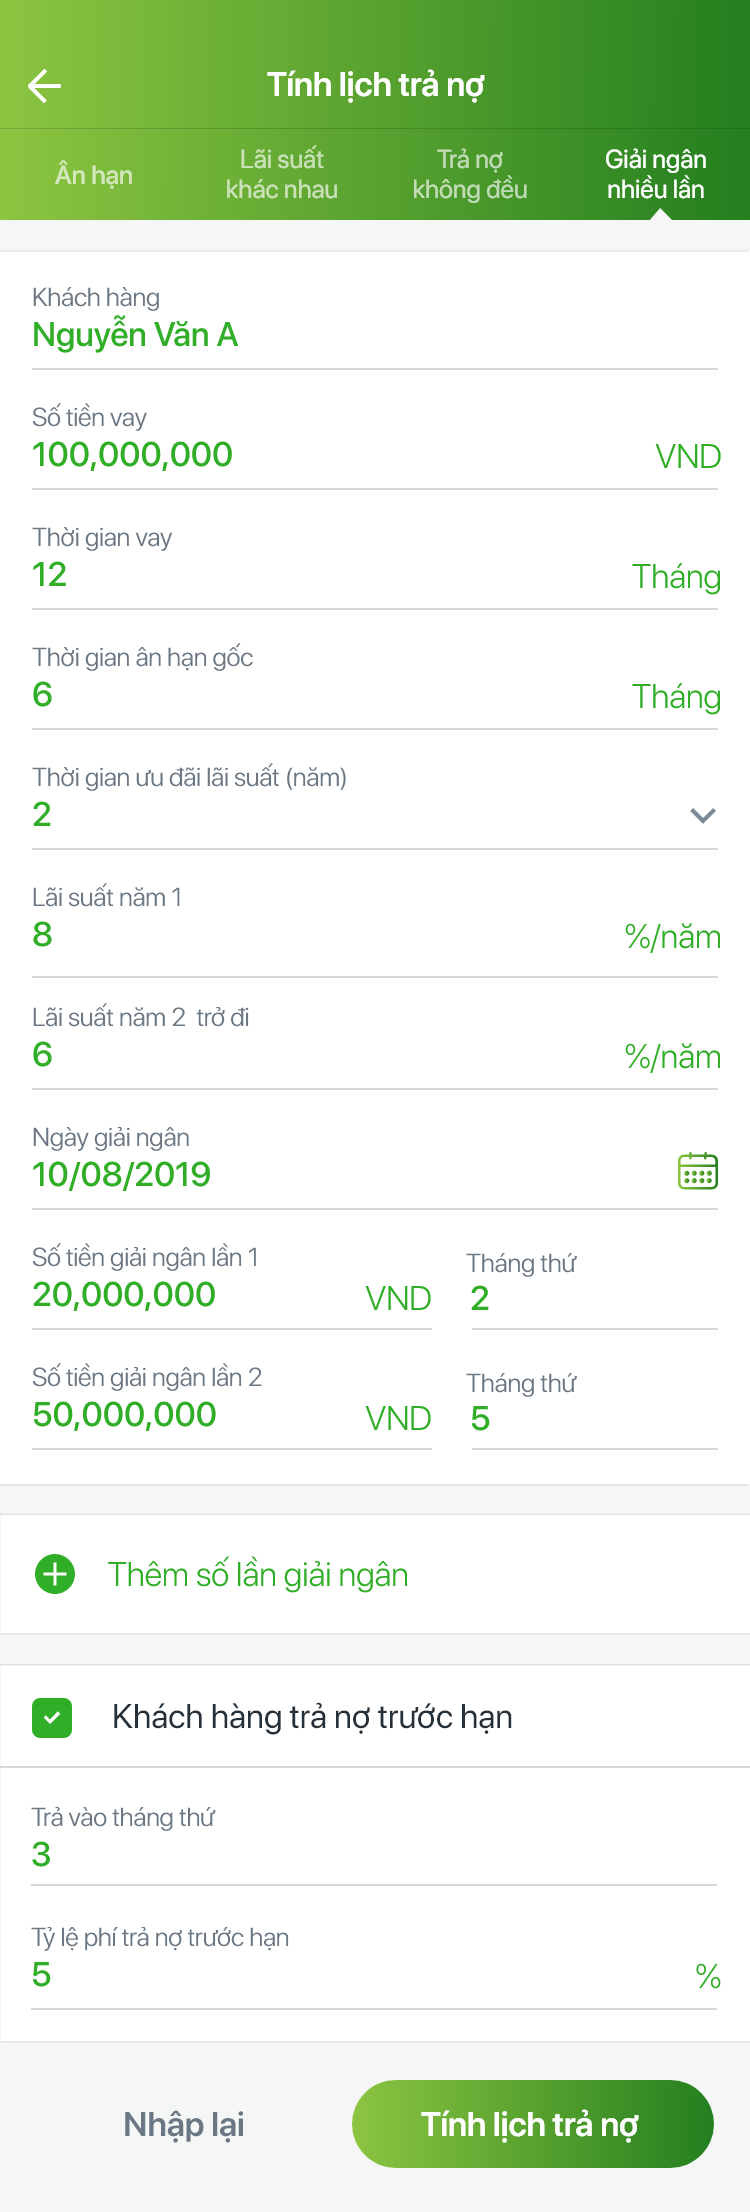 Tính lịch trả nợ
Ân hạn
Lãi suất
khác nhau
Trả nợ
không đều
Giải ngân
nhiều lần
Khách hàng
Nguyễn Văn A
Số tiền vay
100,000,000 VND
Thời gian vay
12 Tháng
Thời gian ân hạn gốc
6 Tháng
Thời gian ưu đãi lãi suất (năm)
2
Lãi suất năm 1
8 %/năm
Lãi suất năm 2 trở đi
6 %/năm
Ngày giải ngân
10/08/2019
Số tiền giải ngân lần 1
20,000,000 VND
Tháng thứ
2
Số tiền giải ngân lần 2
50,000,000 VND
Tháng thứ
5
Thêm số lần giải ngân
Khách hàng trả nợ trước hạn
Trả vào tháng thứ
3
Tỷ lệ phí trả nợ trước hạn
5 %
Nhập lại
Tính lịch trả nợ